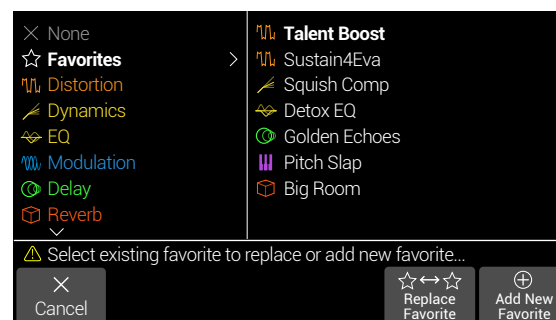 None
Favorites
Distortion
Dynamics
EQ
Modulation
Delay
Reverb
Talent Boost
Sustain4Eva
Squish Comp
Detox EQ
Golden Echoes
Pitch Slap
Big Room
Select existing favorite to replace or add new favorite...
Cancel
Replace
Favorite
Add New
Favorite